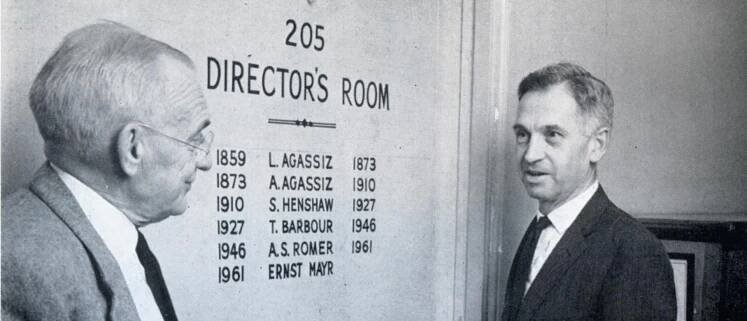 205
DIRECTOR'S ROOM
1859 L. AGASSIZ 1873
1873 A. AGASSIZ 1910
1910 S. HENSHAW 1927
1927 T. BARBOUR 1946
1946 A.S. ROMER 1961
1961 ERNST MAYR